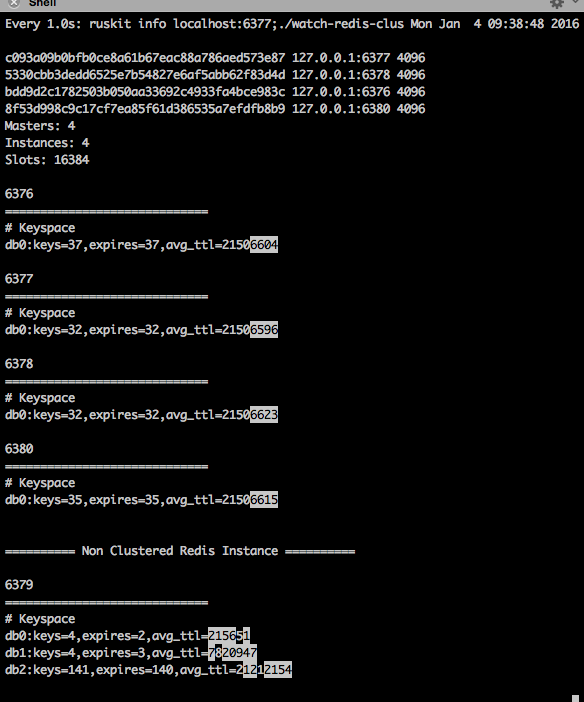 Shell
Every 1.0s: ruskit info localhost:6377;./watch-redis-clus Mon Jan  4 09:38:48 2016
c093a09b0bfb0ce8a61b67eac88a786aed573e87 127.0.0.1:6377 4096
5330cbb3dedd6525e7b54827e6af5abb62f83d4d 127.0.0.1:6378 4096
bdd9d2c1782503b050aa33692c4933fa4bce983c 127.0.0.1:6376 4096
8f53d998c9c17cf7ea85f61d386535a7efdfb8b9 127.0.0.1:6380 4096
Masters: 4
Instances: 4
Slots: 16384
6376
=============================
# Keyspace
db0:keys=37,expires=37,avg_ttl=21506604
6377
=============================
# Keyspace
db0:keys=32,expires=32,avg_ttl=21506596
6378
=============================
# Keyspace
db0:keys=32,expires=32,avg_ttl=21506623
6380
=============================
# Keyspace
db0:keys=35,expires=35,avg_ttl=21506615
========== Non Clustered Redis Instance ==========
6379
=============================
# Keyspace
db0:keys=4,expires=2,avg_ttl=215651
db1:keys=4,expires=3,avg_ttl=7820947
db2:keys=141,expires=140,avg_ttl=21212154